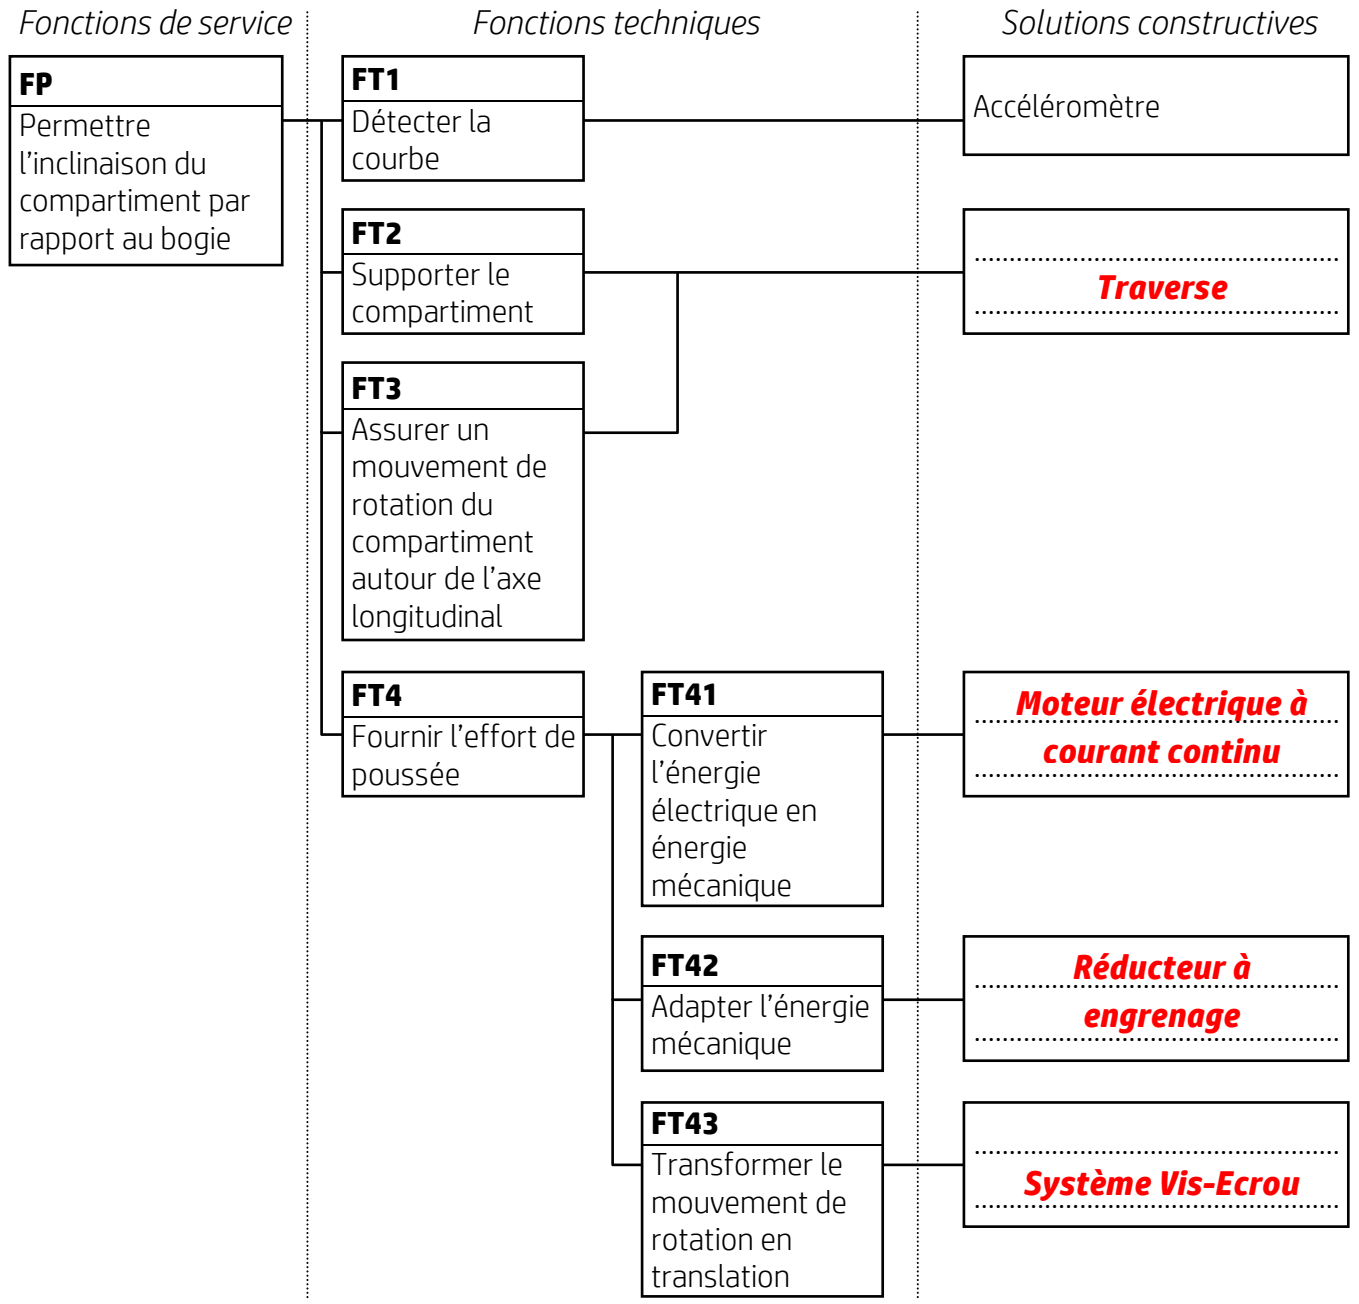 Fonctions de service
Fonctions techniques
Solutions constructives
FP
Permettre
l’inclinaison du
compartiment par
rapport au bogie
FT1
Détecter la
courbe
Accéléromètre
FT2
Supporter le
compartiment
Traverse
FT3
Assurer un
mouvement de
rotation du
compartiment
autour de l’axe
longitudinal
FT4
Fournir l’effort de
poussée
FT41
Convertir
l’énergie
électrique en
énergie
mécanique
Moteur électrique à
courant continu
FT42
Adapter l’énergie
mécanique
Réducteur à
engrenage
FT43
Transformer le
mouvement de
rotation en
translation
Système Vis-Ecrou